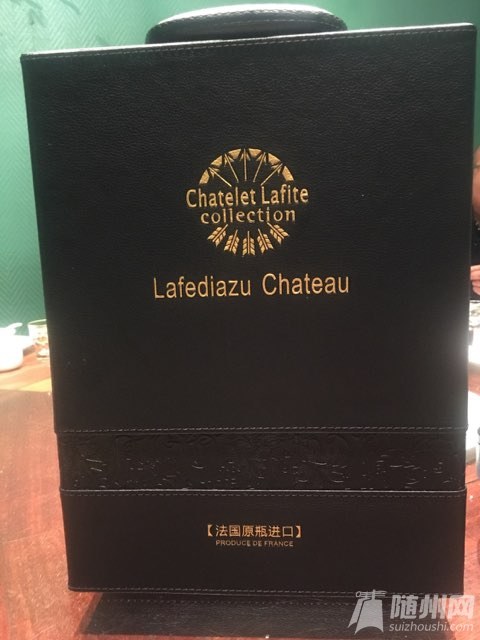 Chatelet Lafite
collection
Lafediazu Chateau
【法国原瓶进口】
PRODUCE DE FRANCE
随州网
suizhoushi.com